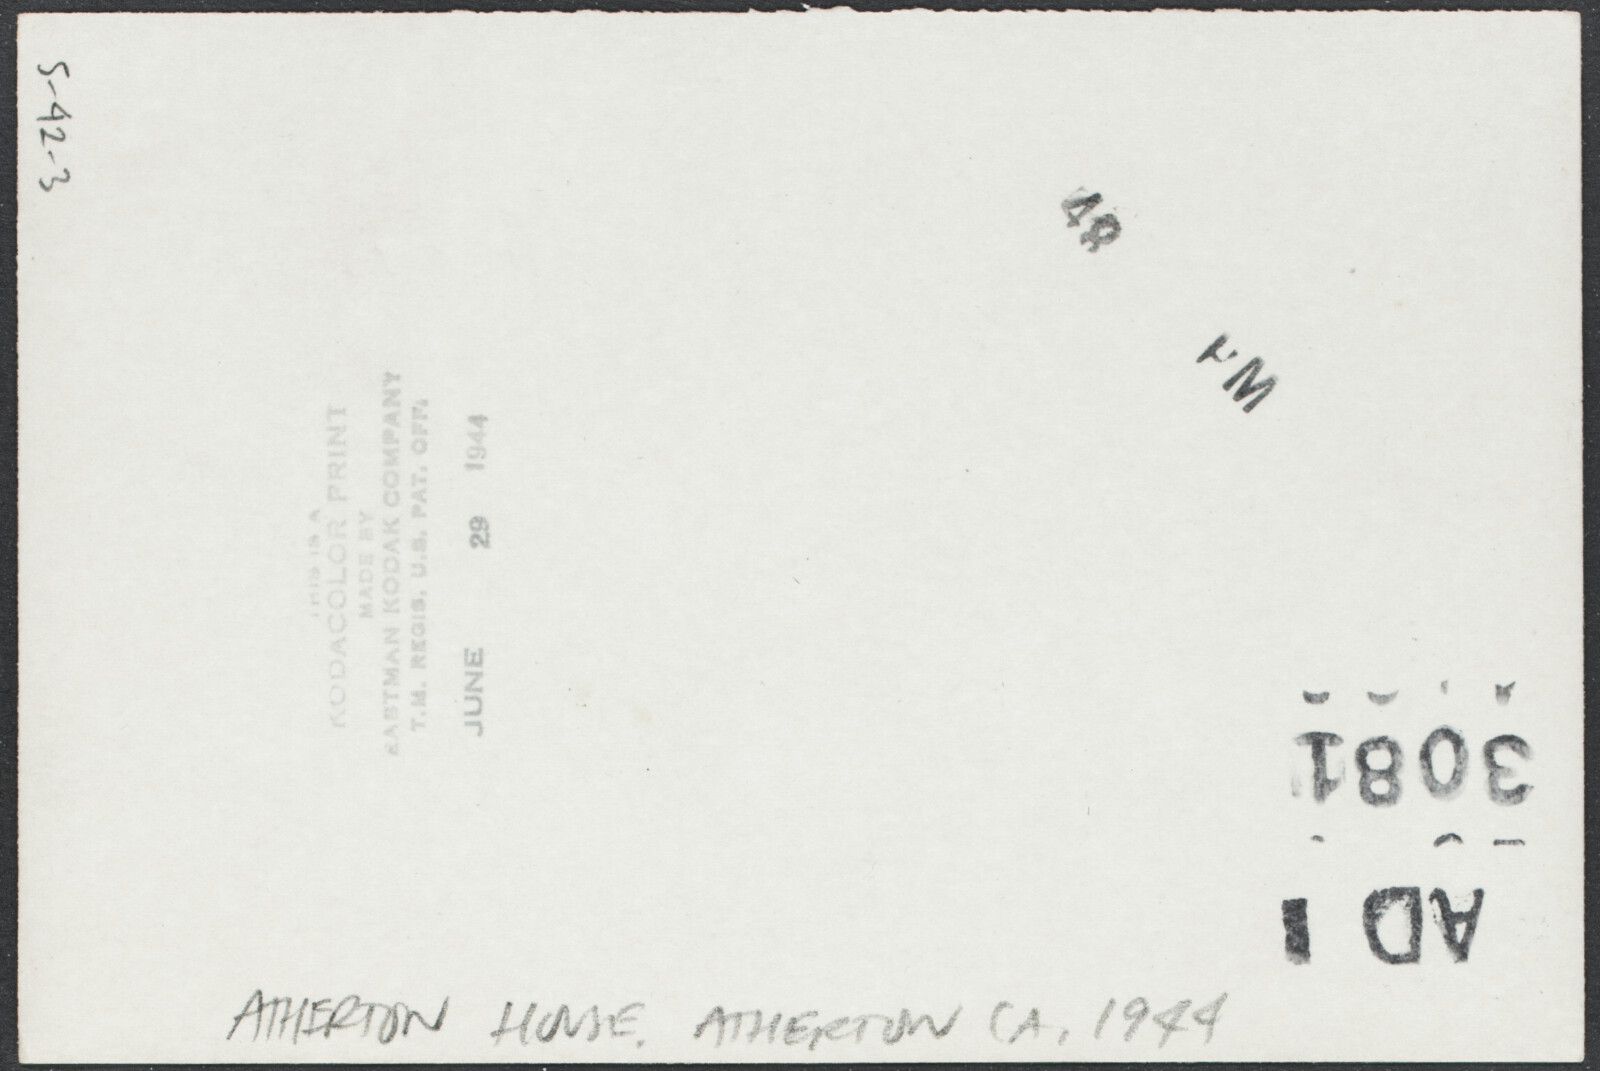 5-42-3
THIS IS A
KODACOLOR PRINT
MADE BY
EASTMAN KODAK COMPANY
T.M. REGIS. U.S. PAT. OFF.
JUNE 29 1944
48
3081
AD
ATHERTON HOUSE, ATHERTON CA, 1944